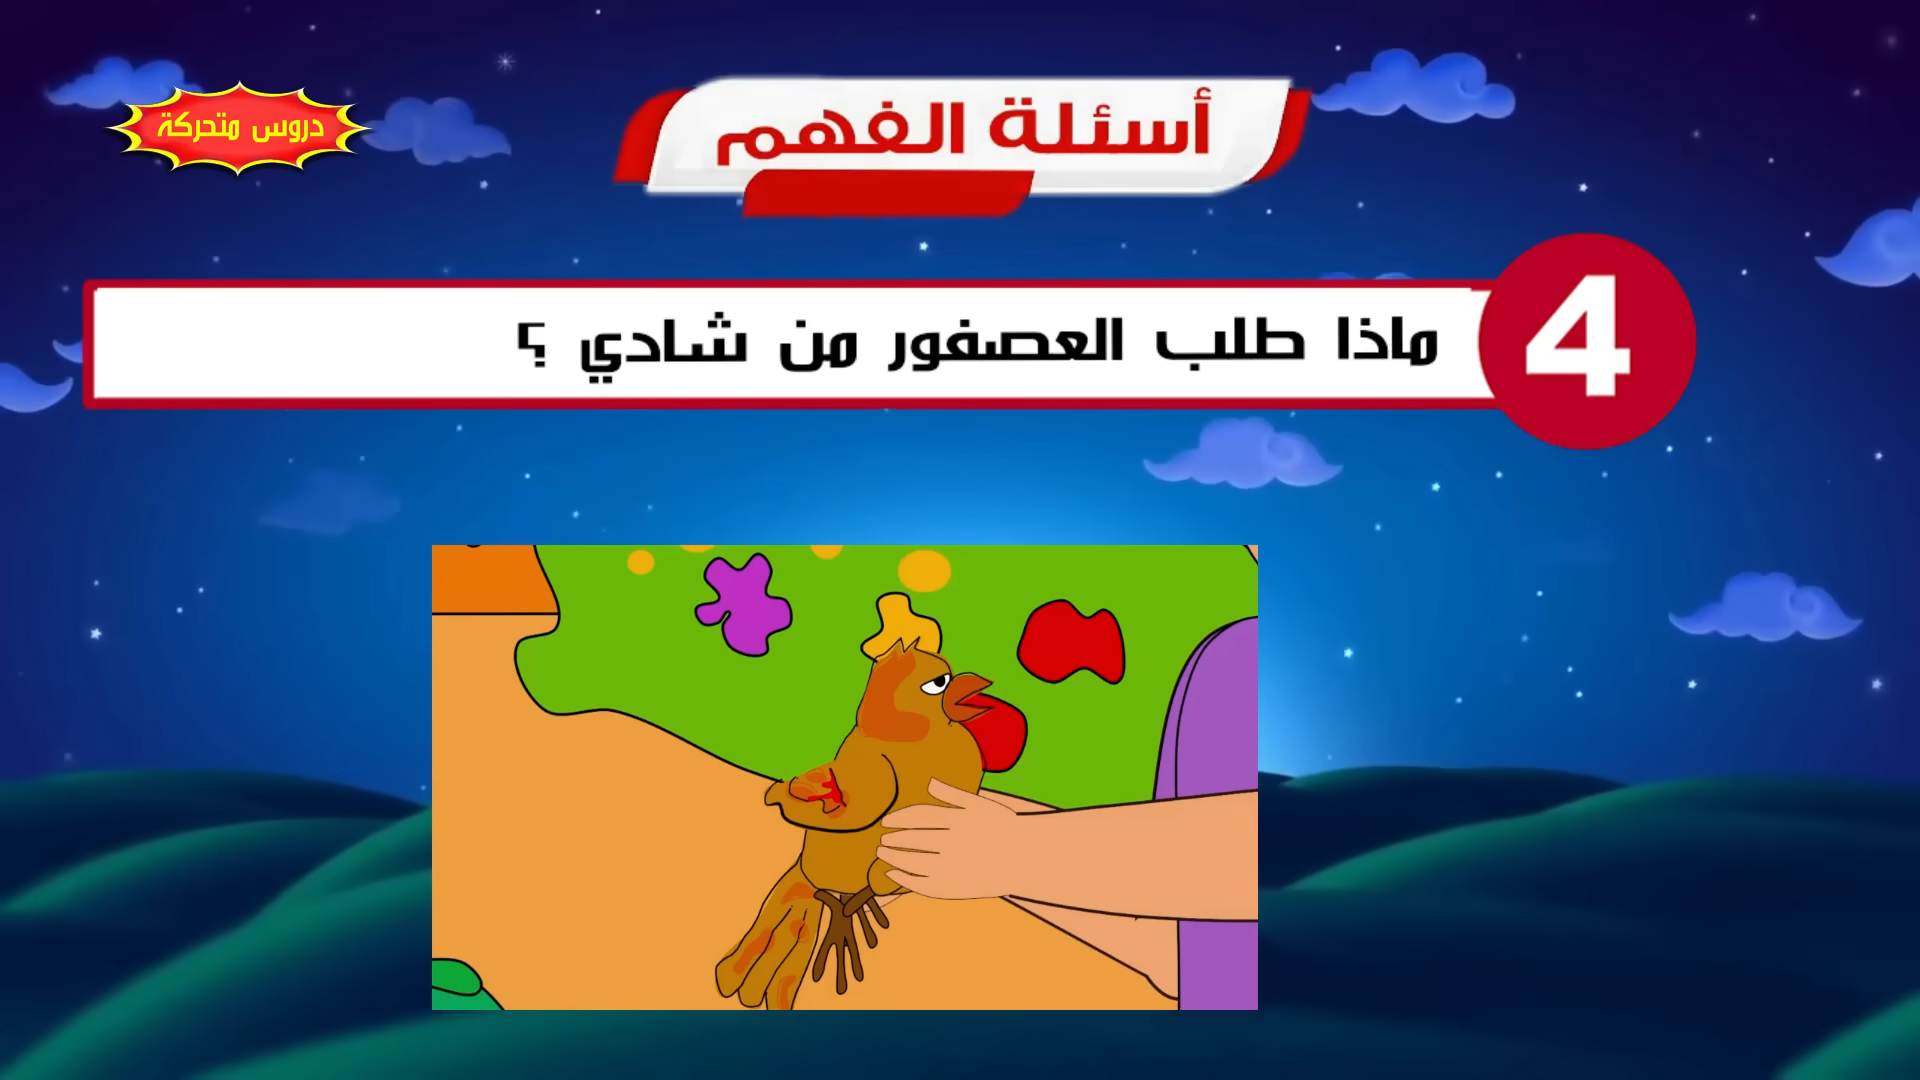 دروس متحركة
أسئلة الفهم
4
ماذا طلب العصفور من شادي ؟